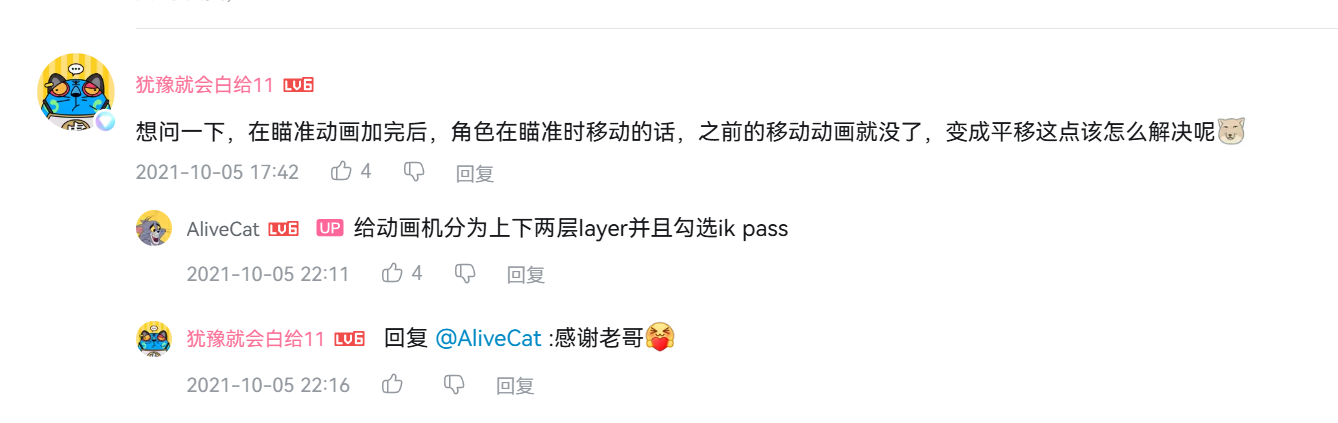 犹豫就会白给11 LV6
想问一下，在瞄准动画加完后，角色在瞄准时移动的话，之前的移动动画就没了，变成平移这点该怎么解决呢
2021-10-05 17:42 4 回复
AliveCat LV6 UP 给动画机分为上下两层layer并且勾选ik pass
2021-10-05 22:11 4 回复
犹豫就会白给11 LV6 回复 @AliveCat :感谢老哥
2021-10-05 22:16 回复